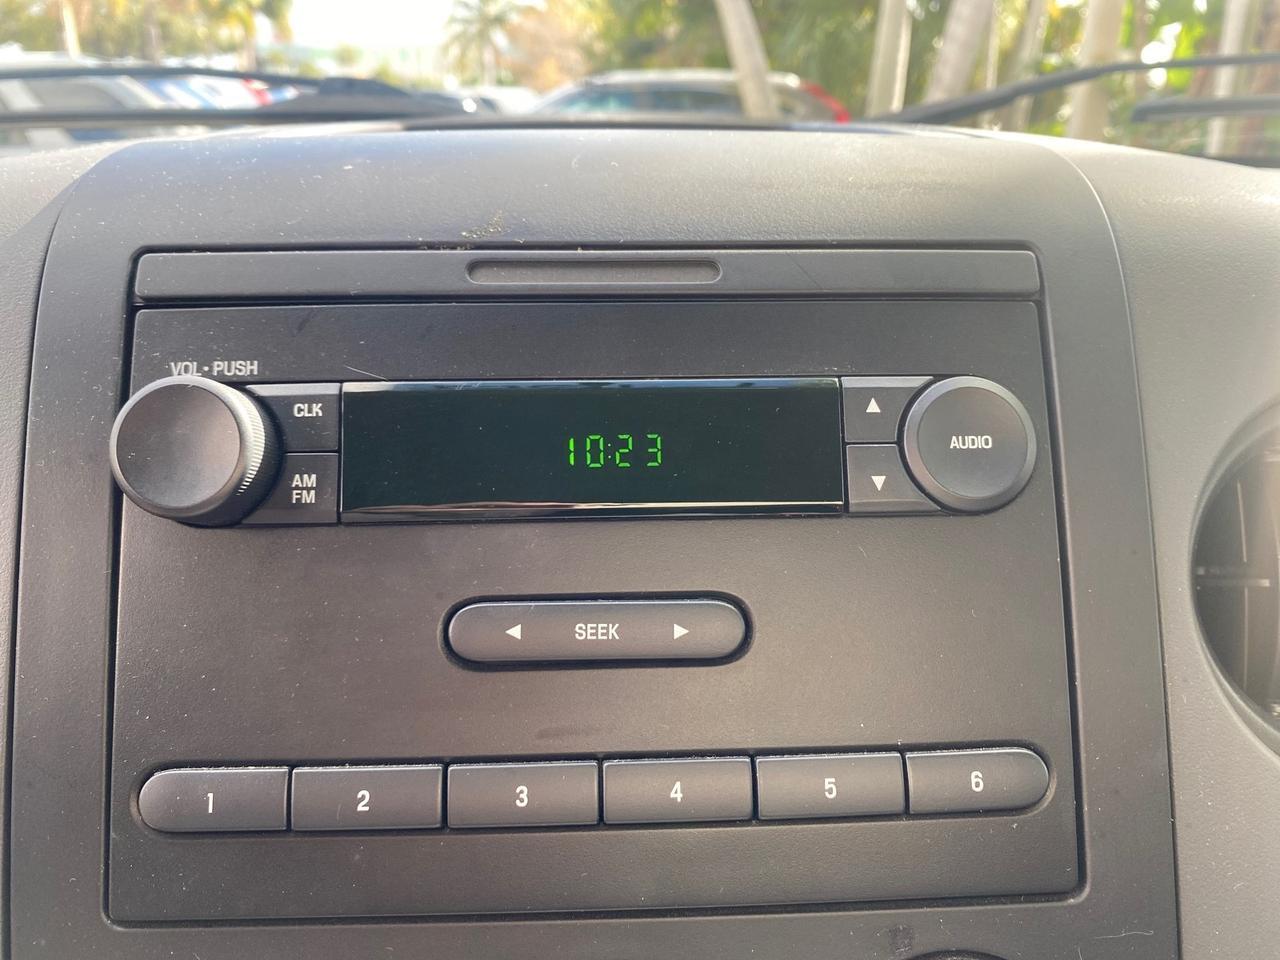 VOL•PUSH
CLK
AM
FM
10:23
▲
▼
AUDIO
◄ SEEK ►
1 2 3 4 5 6